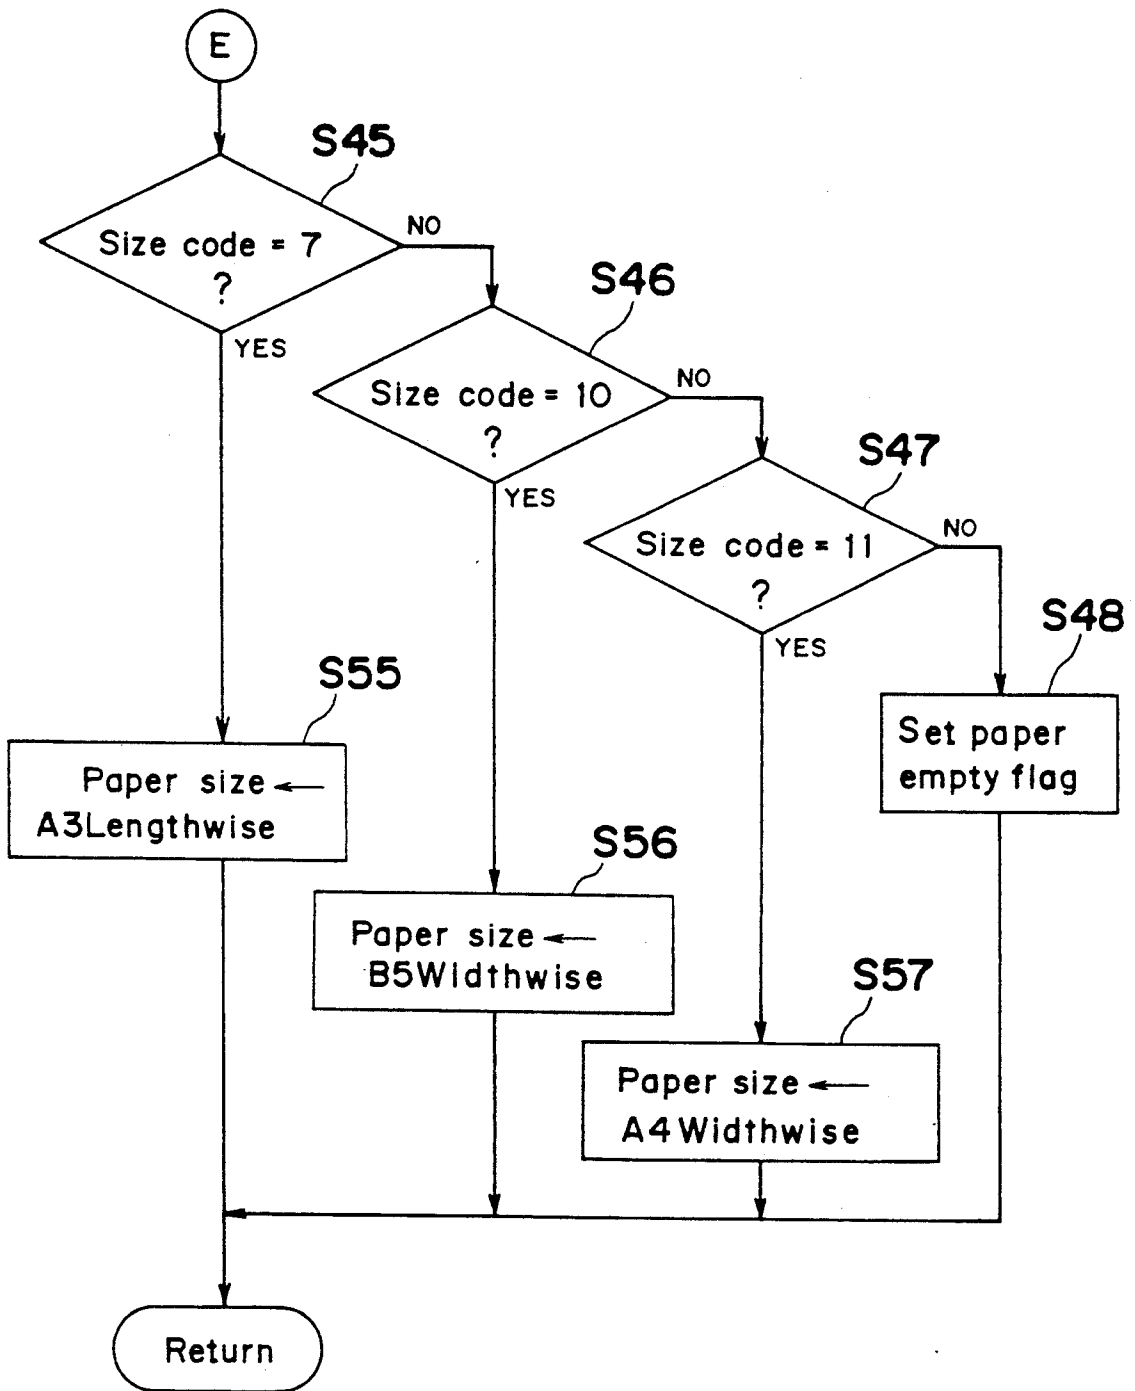 E
S45
Size code = 7
?
NO
YES
S46
Size code = 10
?
NO
YES
S47
Size code = 11
?
NO
YES
S48
Set paper
empty flag
S55
Paper size ←
A3Lengthwise
S56
Paper size ←
B5Widthwise
S57
Paper size ←
A4Widthwise
Return